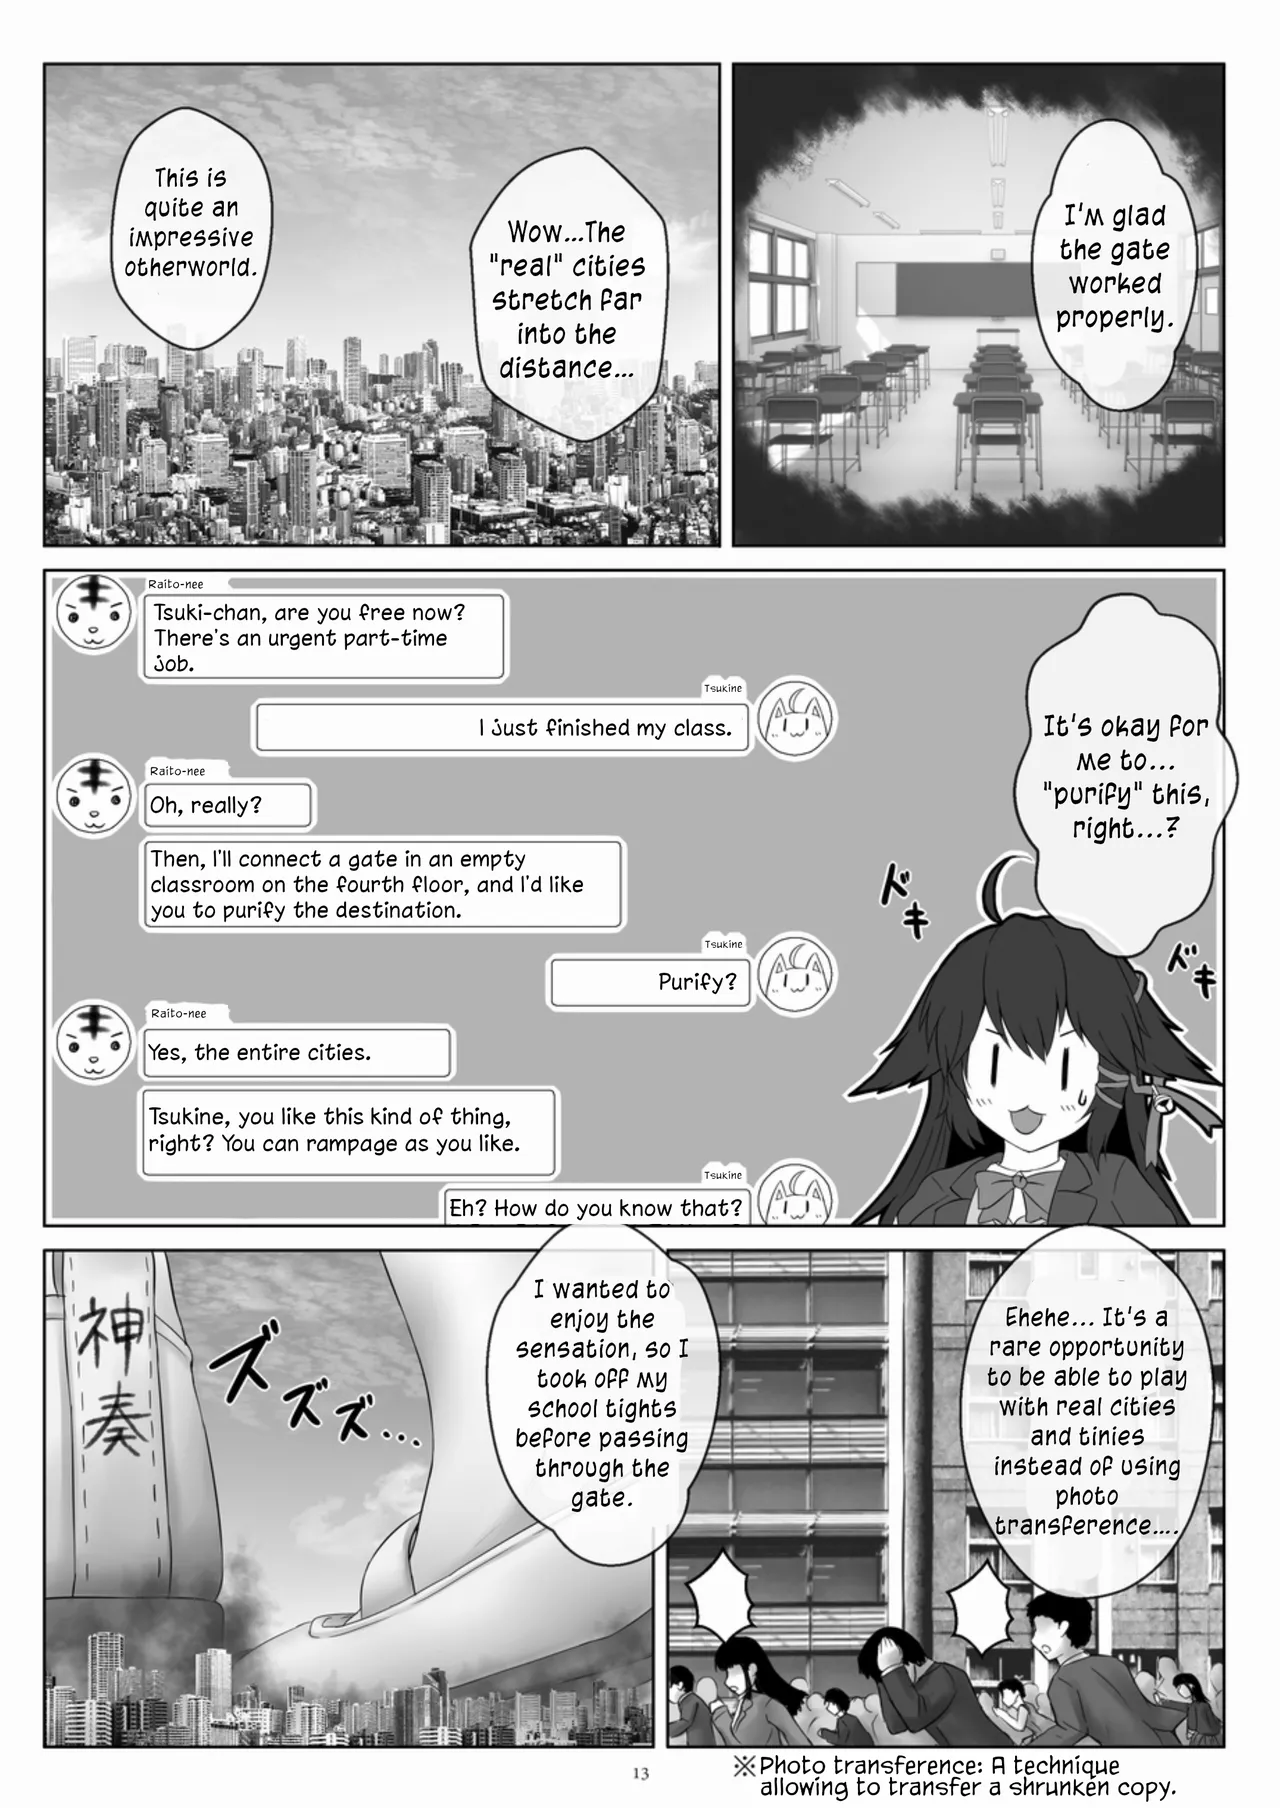 I'm glad
the gate
worked
properly.
Wow...The
"real" cities
stretch far
into the
distance...
This is
quite an
impressive
otherworld.
Raito-nee
Tsuki-chan, are you free now?
There's an urgent part-time
job.
Tsukine
I just finished my class.
Raito-nee
Oh, really?
Then, I'll connect a gate in an empty
classroom on the fourth floor, and I'd like
you to purify the destination.
Tsukine
Purify?
Raito-nee
Yes, the entire cities.
Tsukine, you like this kind of thing,
right? You can rampage as you like.
Tsukine
Eh? How do you know that?
It's okay for
me to...
"purify" this,
right...?
ドキ
ドキ
Ehehe... It's a
rare opportunity
to be able to play
with real cities
and tinies
instead of using
photo
transference....
I wanted to
enjoy the
sensation, so I
took off my
school tights
before passing
through the
gate.
ズズズズ...
神奏
※Photo transference: A technique
allowing to transfer a shrunken copy.
13